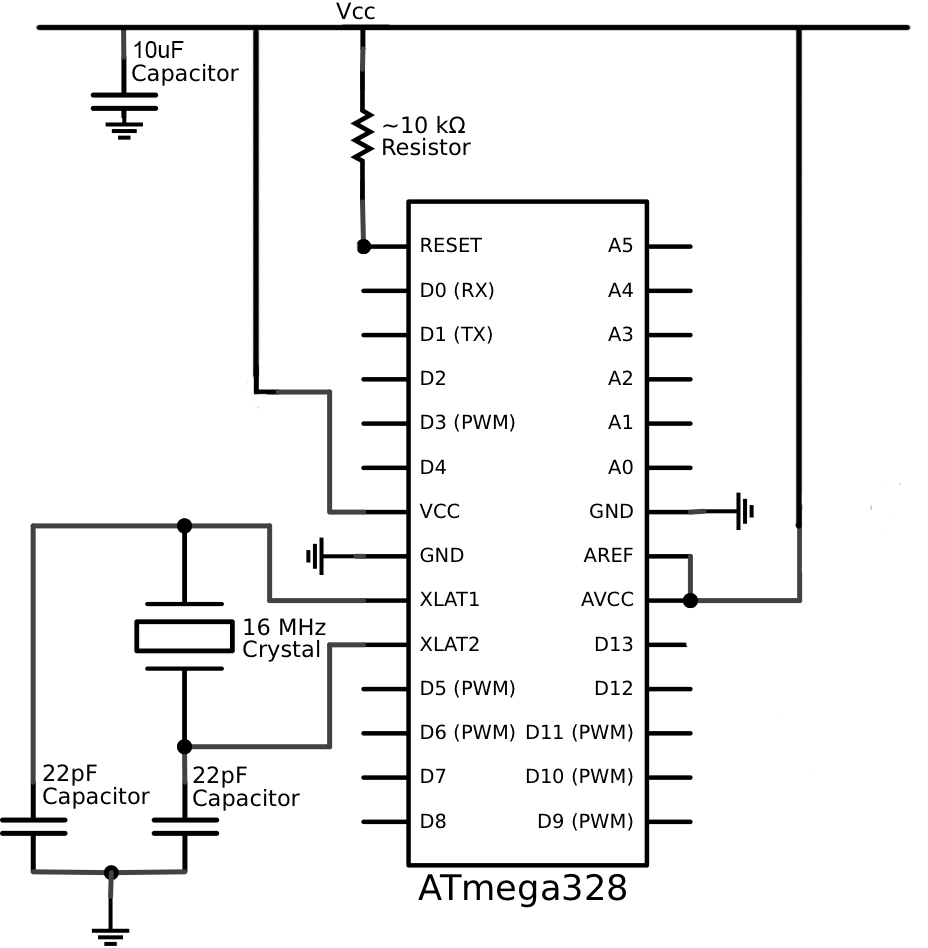 Vcc
10uF
Capacitor
~10 kΩ
Resistor
RESET
A5
D0 (RX)
A4
D1 (TX)
A3
D2
A2
D3 (PWM)
A1
D4
A0
VCC
GND
GND
AREF
XLAT1
AVCC
16 MHz
Crystal
XLAT2
D13
D5 (PWM)
D12
D6 (PWM)
D11 (PWM)
22pF
Capacitor
22pF
Capacitor
D7
D10 (PWM)
D8
D9 (PWM)
ATmega328